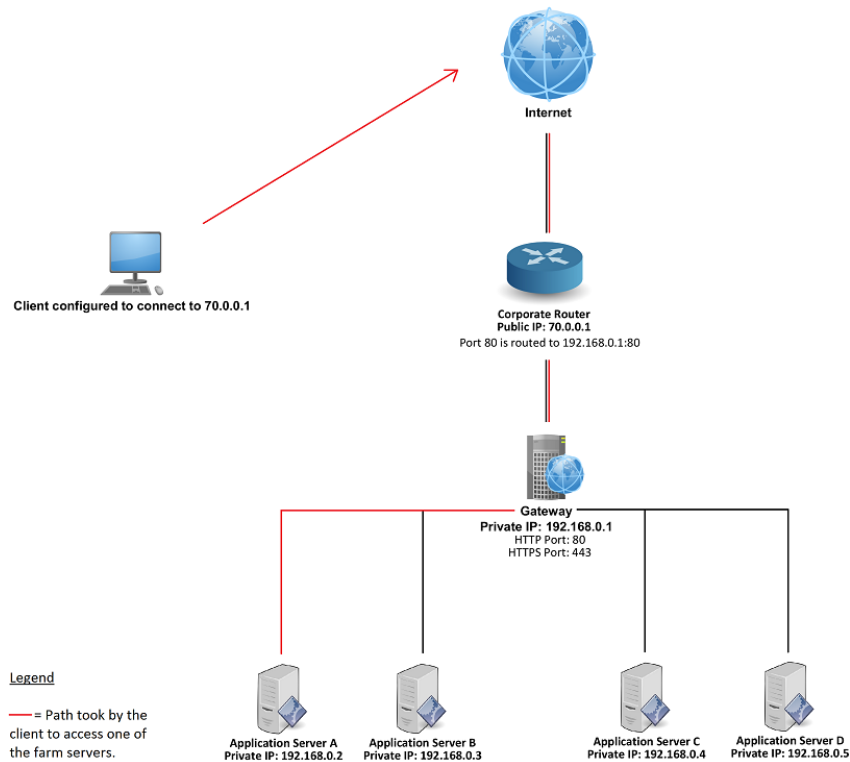 Internet
Client configured to connect to 70.0.0.1
Corporate Router
Public IP: 70.0.0.1
Port 80 is routed to 192.168.0.1:80
Gateway
Private IP: 192.168.0.1
HTTP Port: 80
HTTPS Port: 443
Legend
= Path took by the
client to access one of
the farm servers.
Application Server A
Private IP: 192.168.0.2
Application Server B
Private IP: 192.168.0.3
Application Server C
Private IP: 192.168.0.4
Application Server D
Private IP: 192.168.0.5